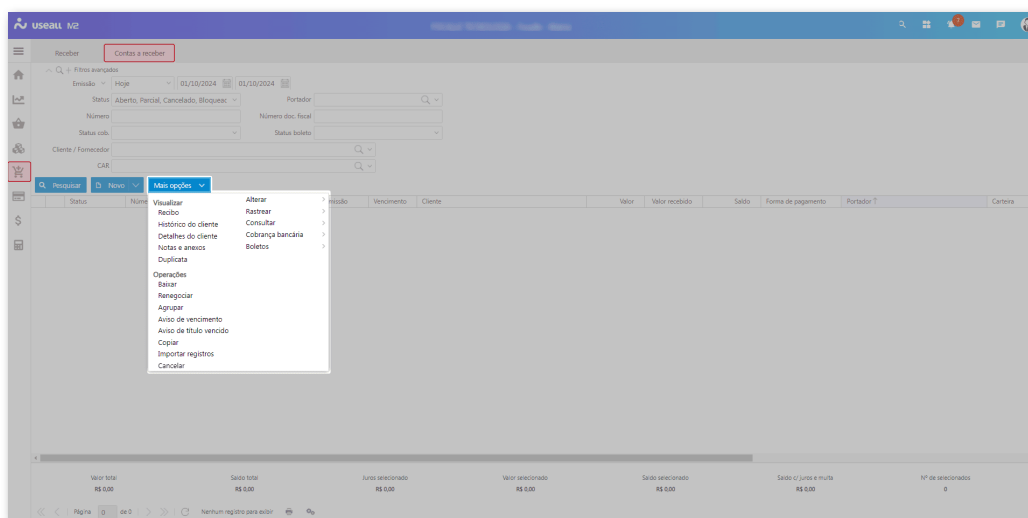 useall M2
Receber Contas a receber
Filtros avançados
Emissão Hoje 01/10/2024 01/10/2024
Status Aberto, Parcial, Cancelado, Bloqueac Portador
Número Número doc. fiscal
Status cob. Status boleto
Cliente / Fornecedor
CAR
Pesquisar Novo Mais opções
Status Núme missão Vencimento Cliente Valor Valor recebido Saldo Forma de pagamento Portador Carteira
Visualizar Alterar
Recibo Rastrear
Histórico do cliente Consultar
Detalhes do cliente Cobrança bancária
Notas e anexos Boletos
Duplicata
Operações
Baixar
Renegociar
Agrupar
Aviso de vencimento
Aviso de título vencido
Copiar
Importar registros
Cancelar
Valor total Saldo total Juros selecionado Valor selecionado Saldo selecionado Saldo c/ juros e multa Nº de selecionados
R$ 0,00 R$ 0,00 R$ 0,00 R$ 0,00 R$ 0,00 R$ 0,00 0
Página 0 de 0 Nenhum registro para exibir